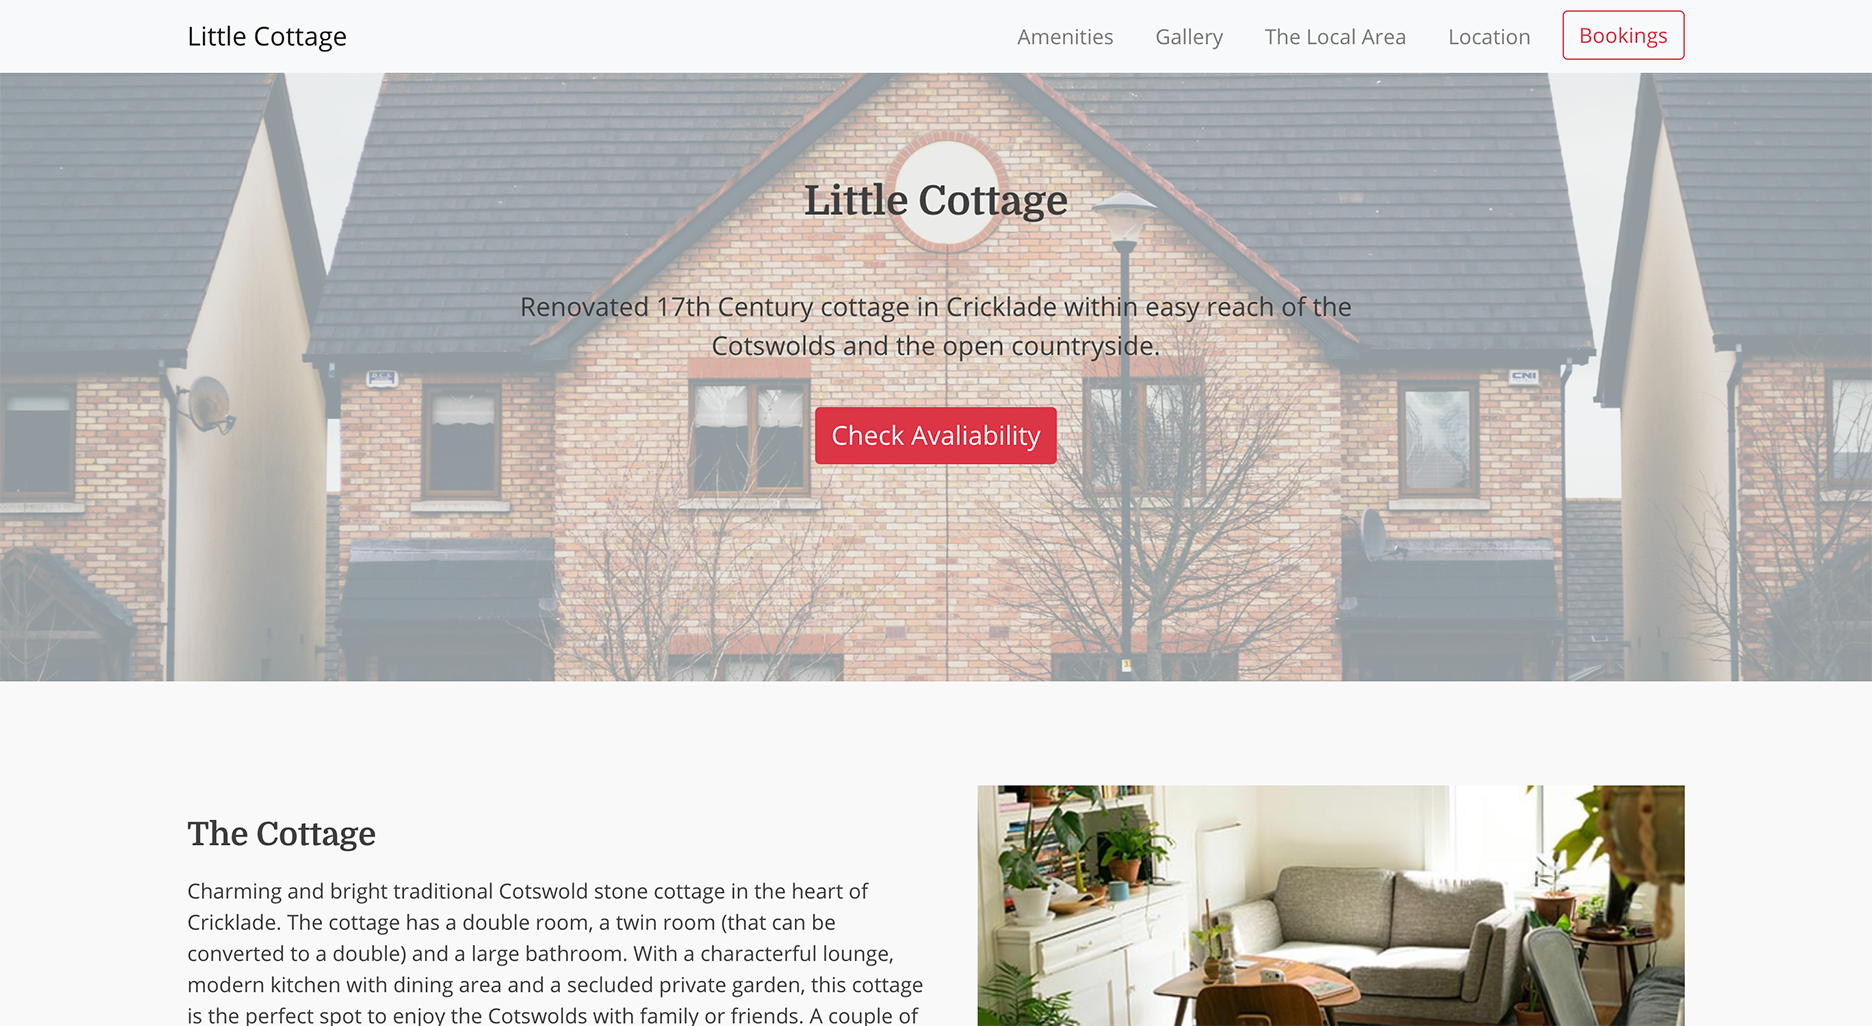 Little Cottage
Amenities
Gallery
The Local Area
Location
Bookings
Little Cottage
Renovated 17th Century cottage in Cricklade within easy reach of the
Cotswolds and the open countryside.
CNI
Check Avaliability
The Cottage
Charming and bright traditional Cotswold stone cottage in the heart of
Cricklade. The cottage has a double room, a twin room (that can be
converted to a double) and a large bathroom. With a characterful lounge,
modern kitchen with dining area and a secluded private garden, this cottage
is the perfect spot to enjoy the Cotswolds with family or friends. A couple of